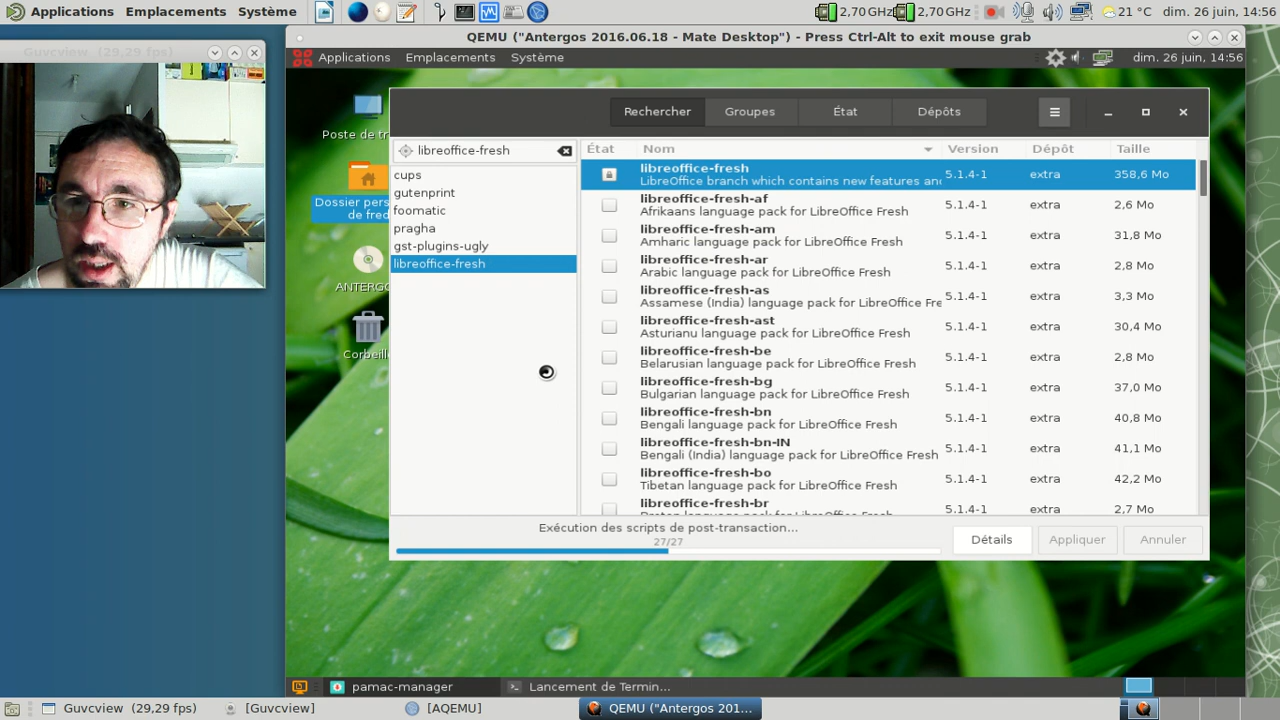 Applications Emplacements Système
2,70 GHz 2,70 GHz 21 °C dim. 26 juin, 14:56
Guvcview (29,29 fps)
QEMU ("Antergos 2016.06.18 - Mate Desktop") - Press Ctrl-Alt to exit mouse grab
Applications Emplacements Système
dim. 26 juin, 14:56
Poste de tr
Dossier pers
de fred
ANTERGO
Corbeille
Rechercher Groupes État Dépôts
libreoffice-fresh
cups
gutenprint
foomatic
pragha
gst-plugins-ugly
libreoffice-fresh
État Nom Version Dépôt Taille
libreoffice-fresh 5.1.4-1 extra 358,6 Mo
LibreOffice branch which contains new features and
libreoffice-fresh-af 5.1.4-1 extra 2,6 Mo
Afrikaans language pack for LibreOffice Fresh
libreoffice-fresh-am 5.1.4-1 extra 31,8 Mo
Amharic language pack for LibreOffice Fresh
libreoffice-fresh-ar 5.1.4-1 extra 2,8 Mo
Arabic language pack for LibreOffice Fresh
libreoffice-fresh-as 5.1.4-1 extra 3,3 Mo
Assamese (India) language pack for LibreOffice Fre
libreoffice-fresh-ast 5.1.4-1 extra 30,4 Mo
Asturianu language pack for LibreOffice Fresh
libreoffice-fresh-be 5.1.4-1 extra 2,8 Mo
Belarusian language pack for LibreOffice Fresh
libreoffice-fresh-bg 5.1.4-1 extra 37,0 Mo
Bulgarian language pack for LibreOffice Fresh
libreoffice-fresh-bn 5.1.4-1 extra 40,8 Mo
Bengali language pack for LibreOffice Fresh
libreoffice-fresh-bn-IN 5.1.4-1 extra 41,1 Mo
Bengali (India) language pack for LibreOffice Fresh
libreoffice-fresh-bo 5.1.4-1 extra 42,2 Mo
Tibetan language pack for LibreOffice Fresh
libreoffice-fresh-br 5.1.4-1 extra 2,7 Mo
Exécution des scripts de post-transaction...
27/27
Détails Appliquer Annuler
pamac-manager Lancement de Termin...
Guvcview (29,29 fps) [Guvcview] [AQEMU] QEMU ("Antergos 201...